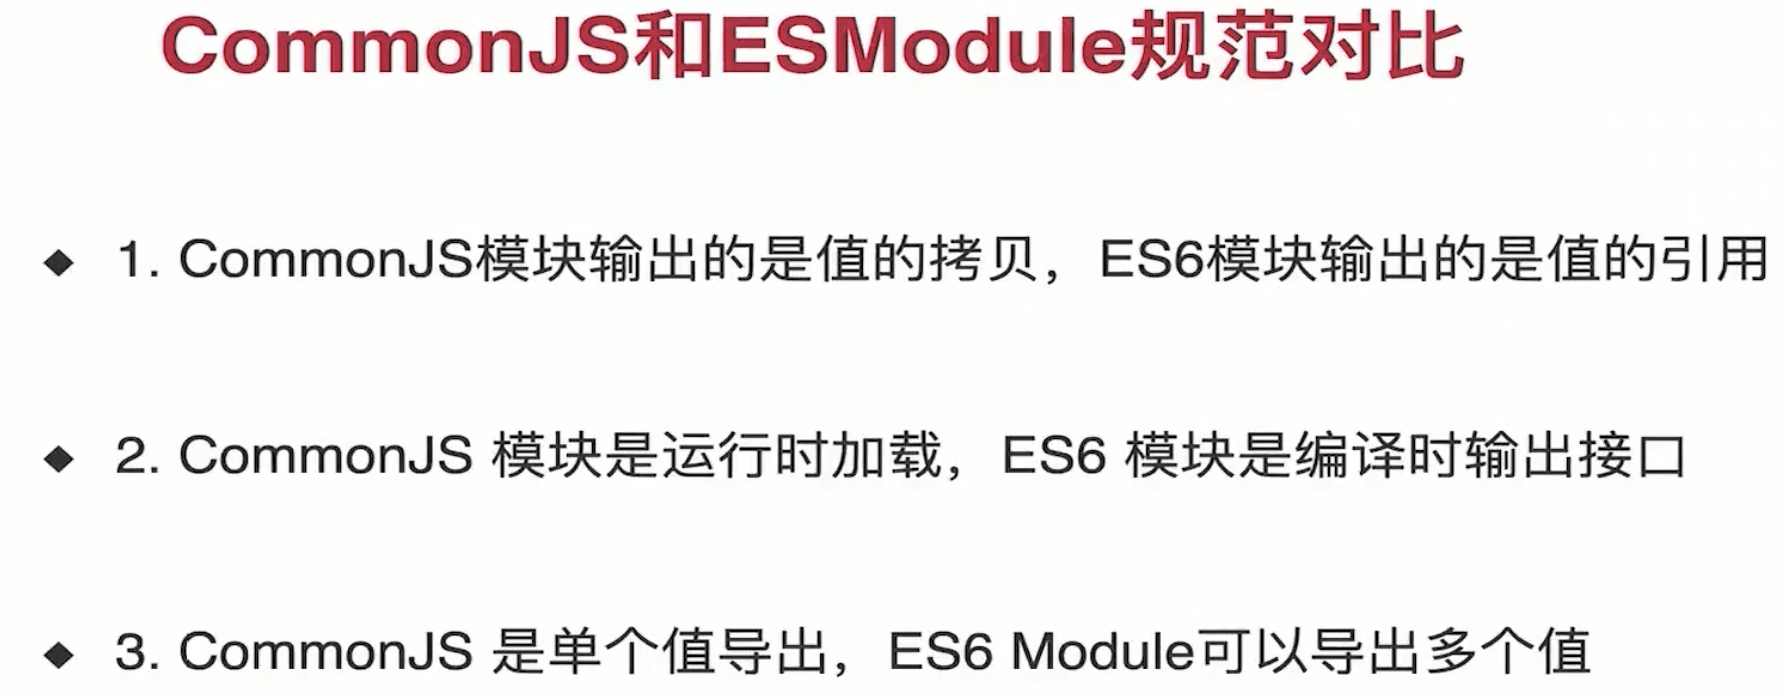 CommonJS和ESModule规范对比
◆ 1. CommonJS模块输出的是值的拷贝，ES6模块输出的是值的引用
◆ 2. CommonJS 模块是运行时加载，ES6 模块是编译时输出接口
◆ 3. CommonJS 是单个值导出，ES6 Module可以导出多个值